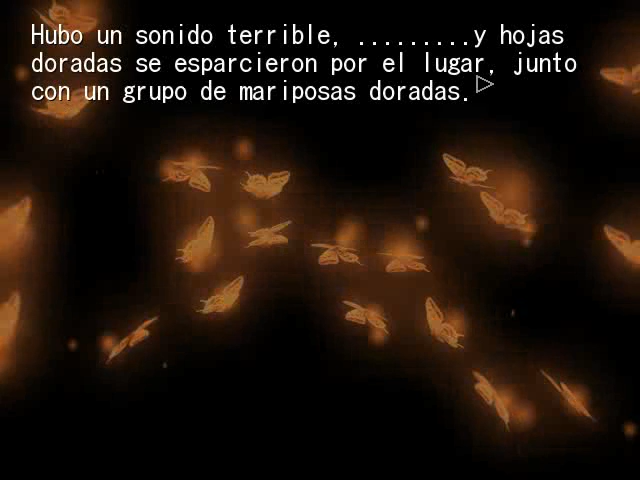 Hubo un sonido terrible, .........y hojas
doradas se esparcieron por el lugar, junto
con un grupo de mariposas doradas.